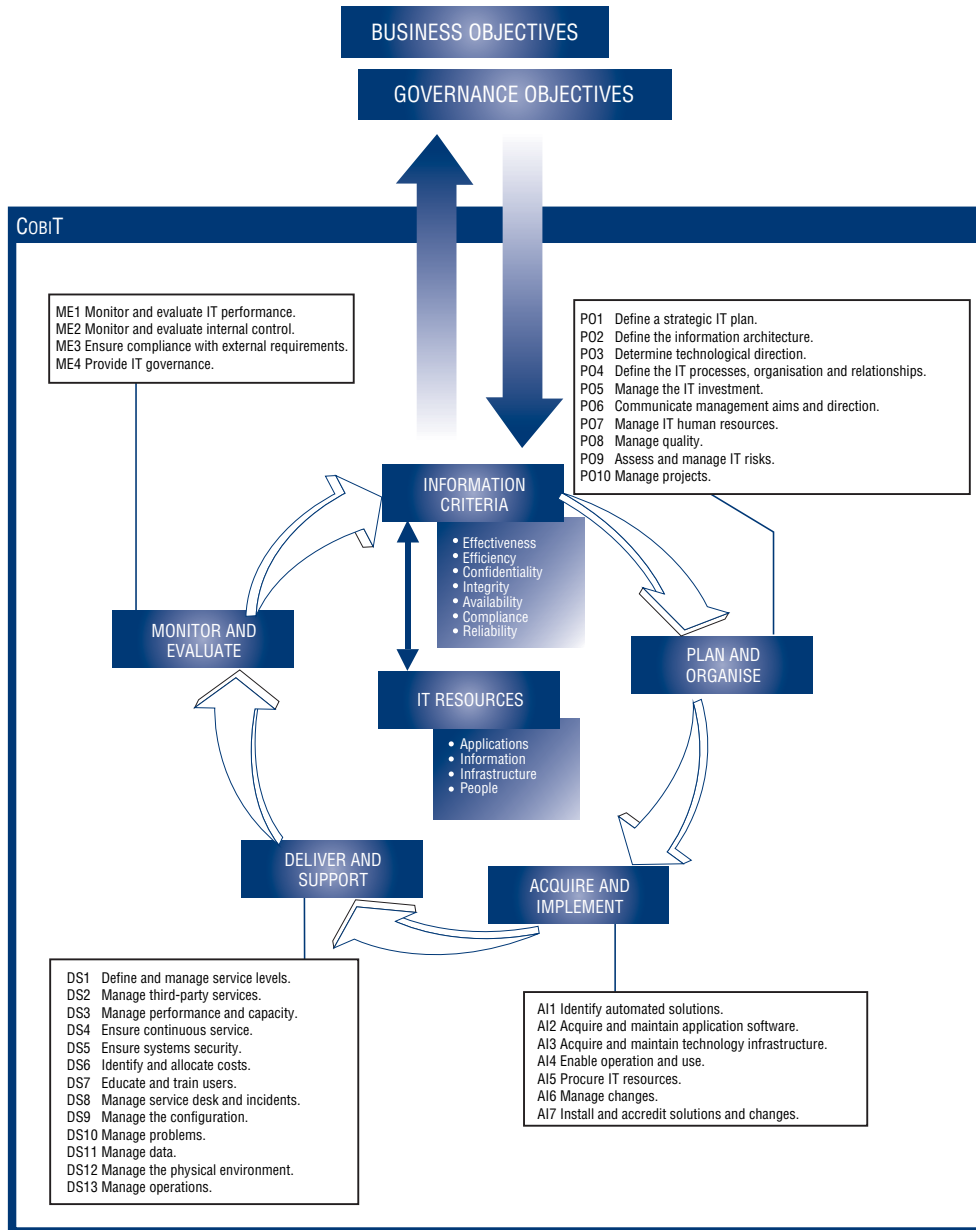 BUSINESS OBJECTIVES
GOVERNANCE OBJECTIVES
COBIT
ME1 Monitor and evaluate IT performance.
ME2 Monitor and evaluate internal control.
ME3 Ensure compliance with external requirements.
ME4 Provide IT governance.
PO1 Define a strategic IT plan.
PO2 Define the information architecture.
PO3 Determine technological direction.
PO4 Define the IT processes, organisation and relationships.
PO5 Manage the IT investment.
PO6 Communicate management aims and direction.
PO7 Manage IT human resources.
PO8 Manage quality.
PO9 Assess and manage IT risks.
PO10 Manage projects.
INFORMATION
CRITERIA
• Effectiveness
• Efficiency
• Confidentiality
• Integrity
• Availability
• Compliance
• Reliability
MONITOR AND
EVALUATE
PLAN AND
ORGANISE
IT RESOURCES
• Applications
• Information
• Infrastructure
• People
DELIVER AND
SUPPORT
ACQUIRE AND
IMPLEMENT
DS1 Define and manage service levels.
DS2 Manage third-party services.
DS3 Manage performance and capacity.
DS4 Ensure continuous service.
DS5 Ensure systems security.
DS6 Identify and allocate costs.
DS7 Educate and train users.
DS8 Manage service desk and incidents.
DS9 Manage the configuration.
DS10 Manage problems.
DS11 Manage data.
DS12 Manage the physical environment.
DS13 Manage operations.
AI1 Identify automated solutions.
AI2 Acquire and maintain application software.
AI3 Acquire and maintain technology infrastructure.
AI4 Enable operation and use.
AI5 Procure IT resources.
AI6 Manage changes.
AI7 Install and accredit solutions and changes.